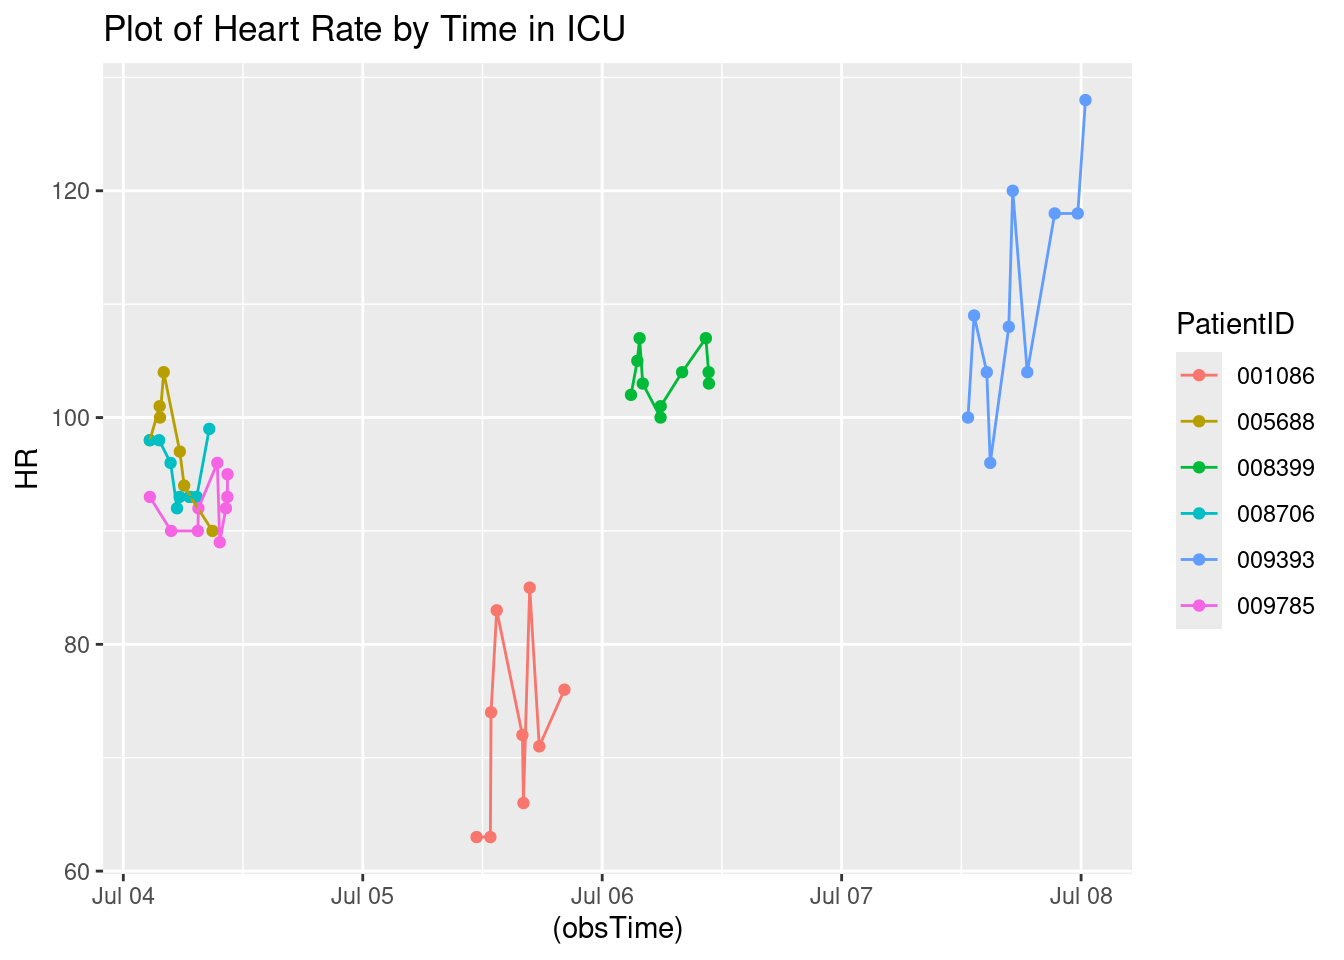 Plot of Heart Rate by Time in ICU
HR
120
100
80
60
Jul 04
Jul 05
Jul 06
Jul 07
Jul 08
(obsTime)
PatientID
001086
005688
008399
008706
009393
009785